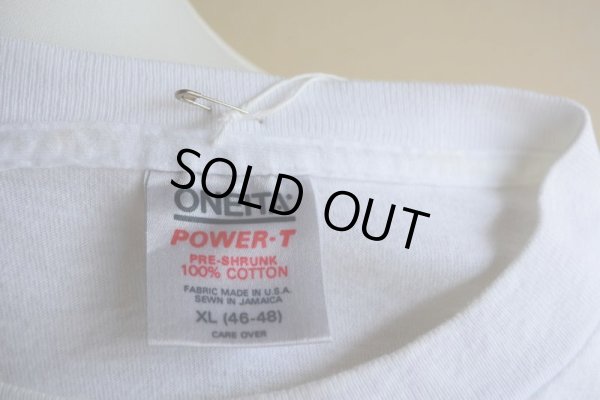 SOLD OUT
ONEITA
POWER-T
PRE-SHRUNK
100% COTTON
FABRIC MADE IN U.S.A.
SEWN IN JAMAICA
XL (46-48)
CARE OVER